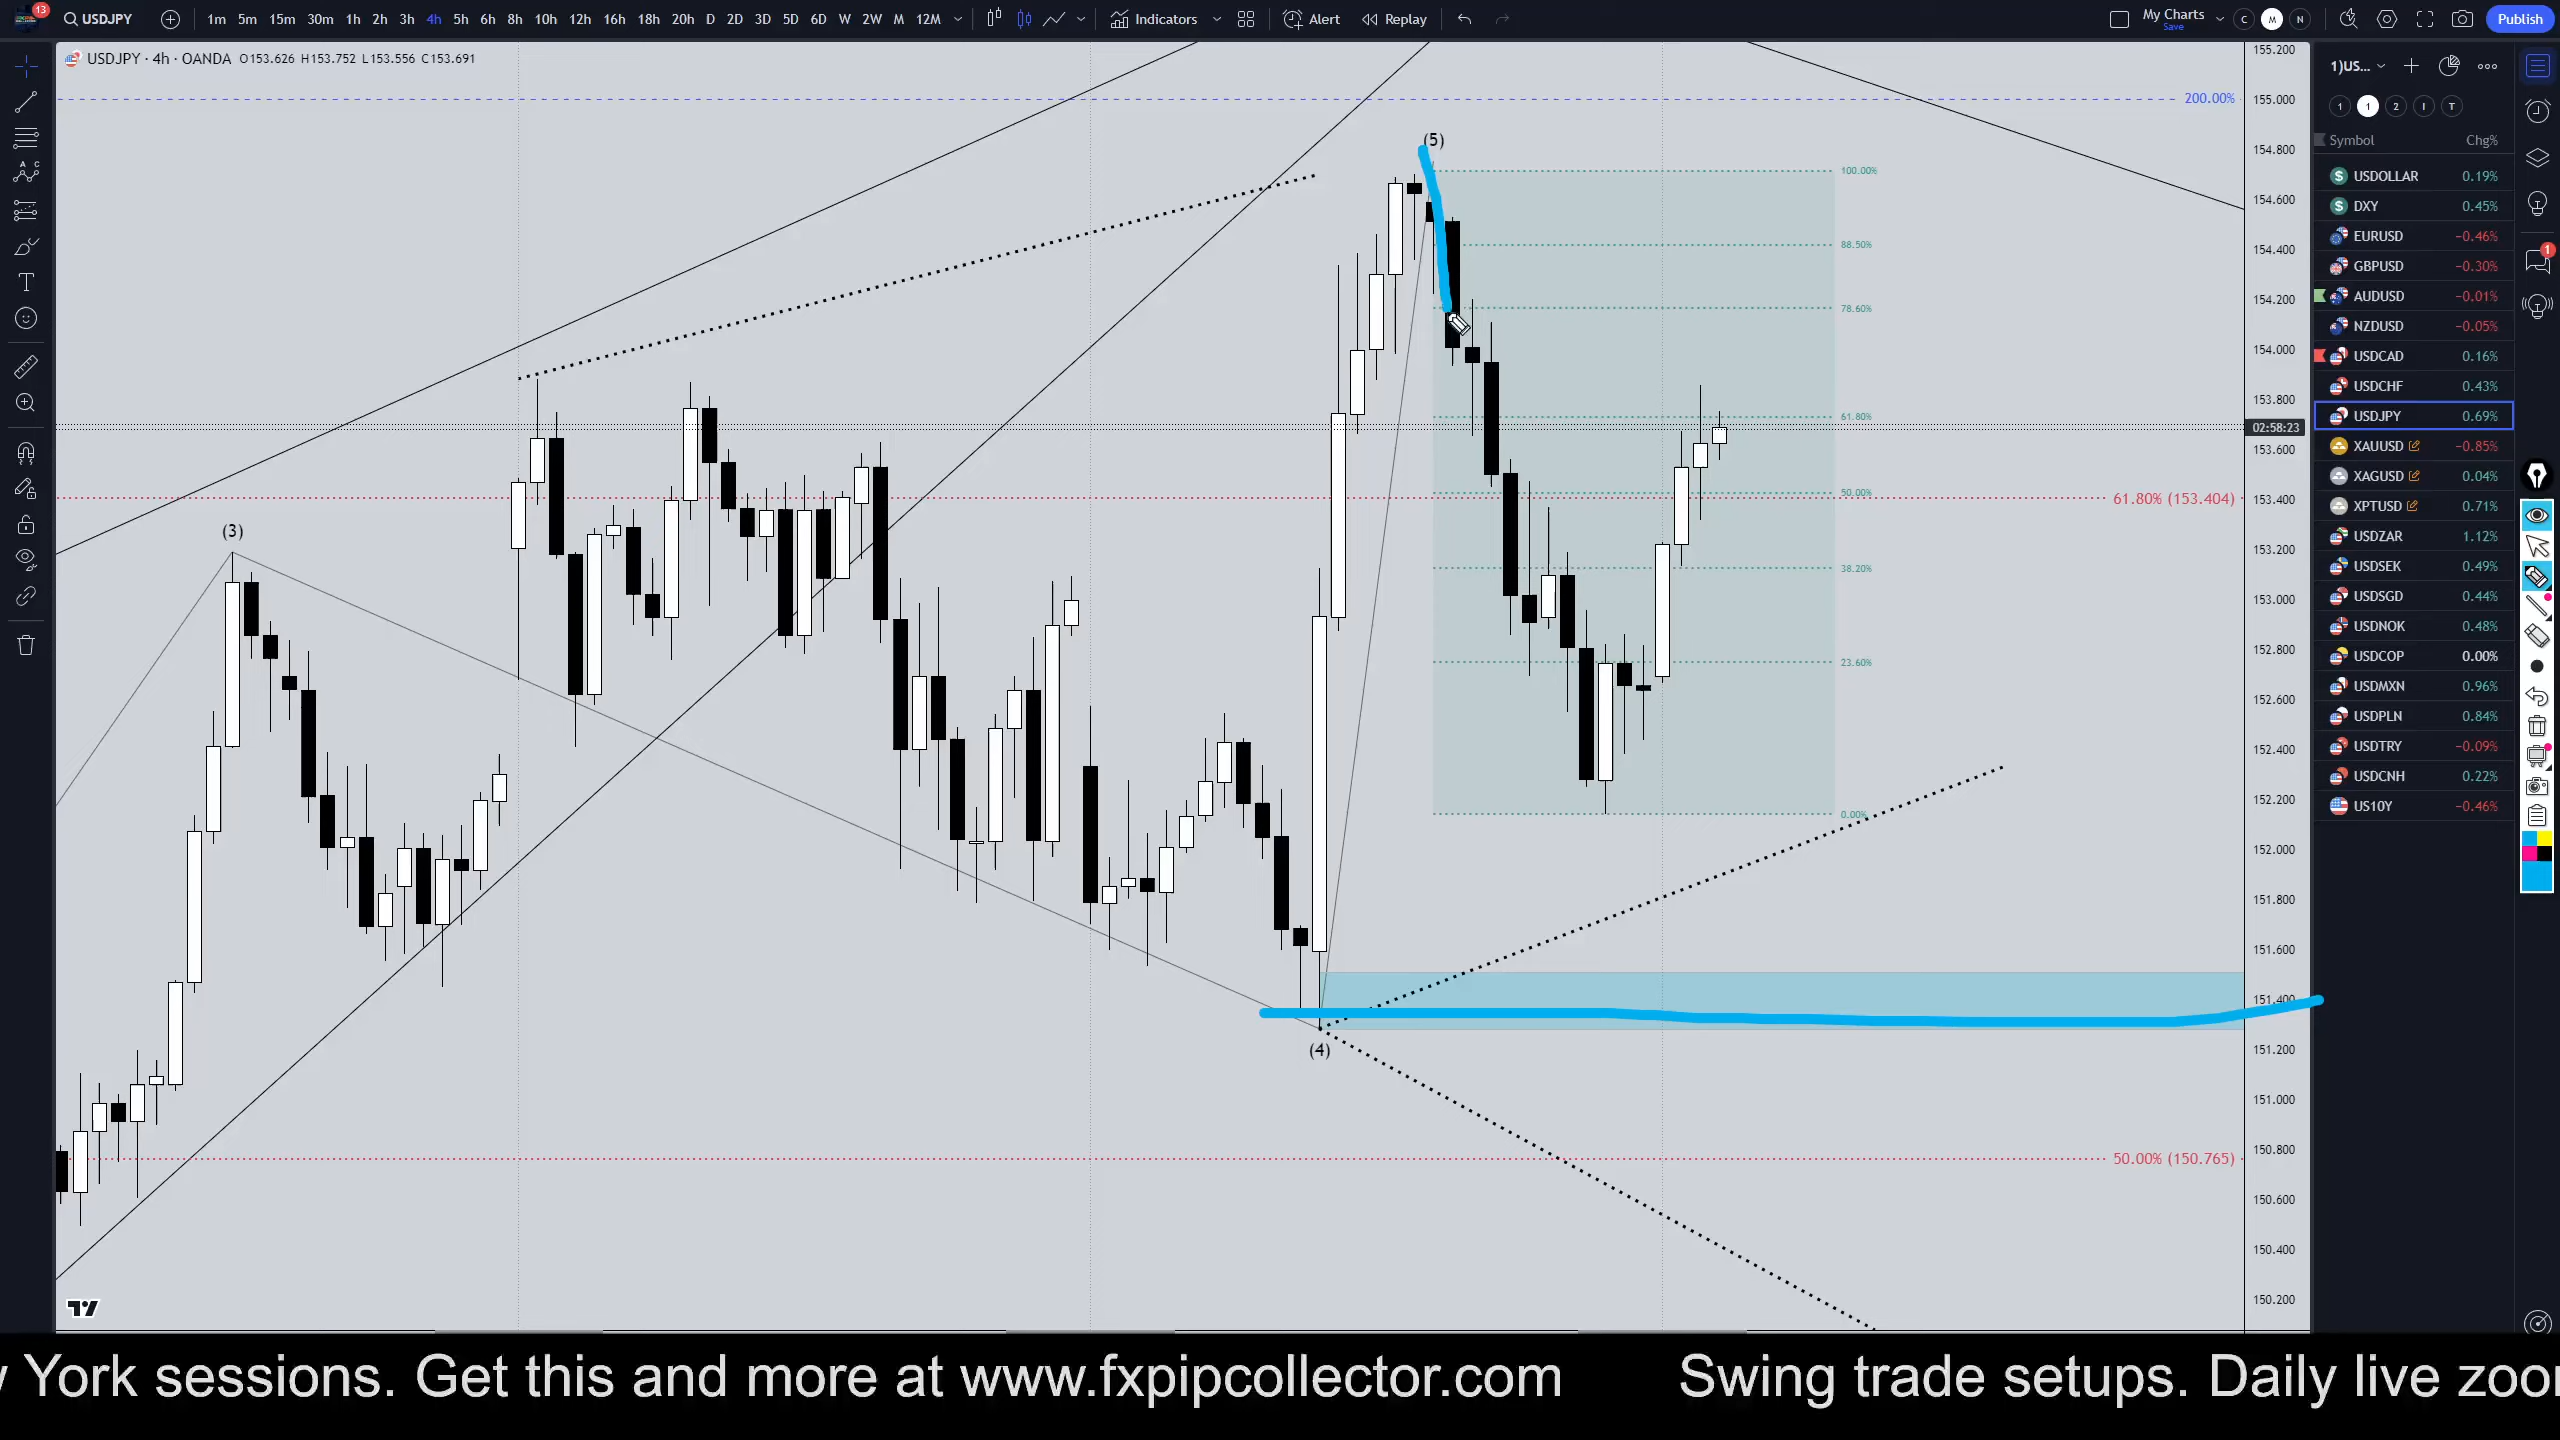 13
USDJPY
1m 5m 15m 30m 1h 2h 3h 4h 5h 6h 8h 10h 12h 16h 18h 20h D 2D 3D 5D 6D W 2W M 12M
Indicators
Alert
Replay
My Charts
Save
C M N
Publish
USDJPY · 4h · OANDA O153.626 H153.752 L153.556 C153.691
200.00%
(5)
(3)
(4)
100.00%
88.50%
78.60%
61.80%
50.00%
38.20%
23.60%
0.00%
61.80% (153.404)
50.00% (150.765)
155.200
155.000
154.800
154.600
154.400
154.200
154.000
153.800
02:58:23
153.600
153.400
153.200
153.000
152.800
152.600
152.400
152.200
152.000
151.800
151.600
151.400
151.200
151.000
150.800
150.600
150.400
150.200
1)US...
1 1 2 I T
Symbol Chg%
USDOLLAR 0.19%
DXY 0.45%
EURUSD −0.46%
GBPUSD −0.30%
AUDUSD −0.01%
NZDUSD −0.05%
USDCAD 0.16%
USDCHF 0.43%
USDJPY 0.69%
XAUUSD −0.85%
XAGUSD 0.04%
XPTUSD 0.71%
USDZAR 1.12%
USDSEK 0.49%
USDSGD 0.44%
USDNOK 0.48%
USDCOP 0.00%
USDMXN 0.96%
USDPLN 0.84%
USDTRY −0.09%
USDCNH 0.22%
US10Y −0.46%
1
York sessions. Get this and more at www.fxpipcollector.com Swing trade setups. Daily live